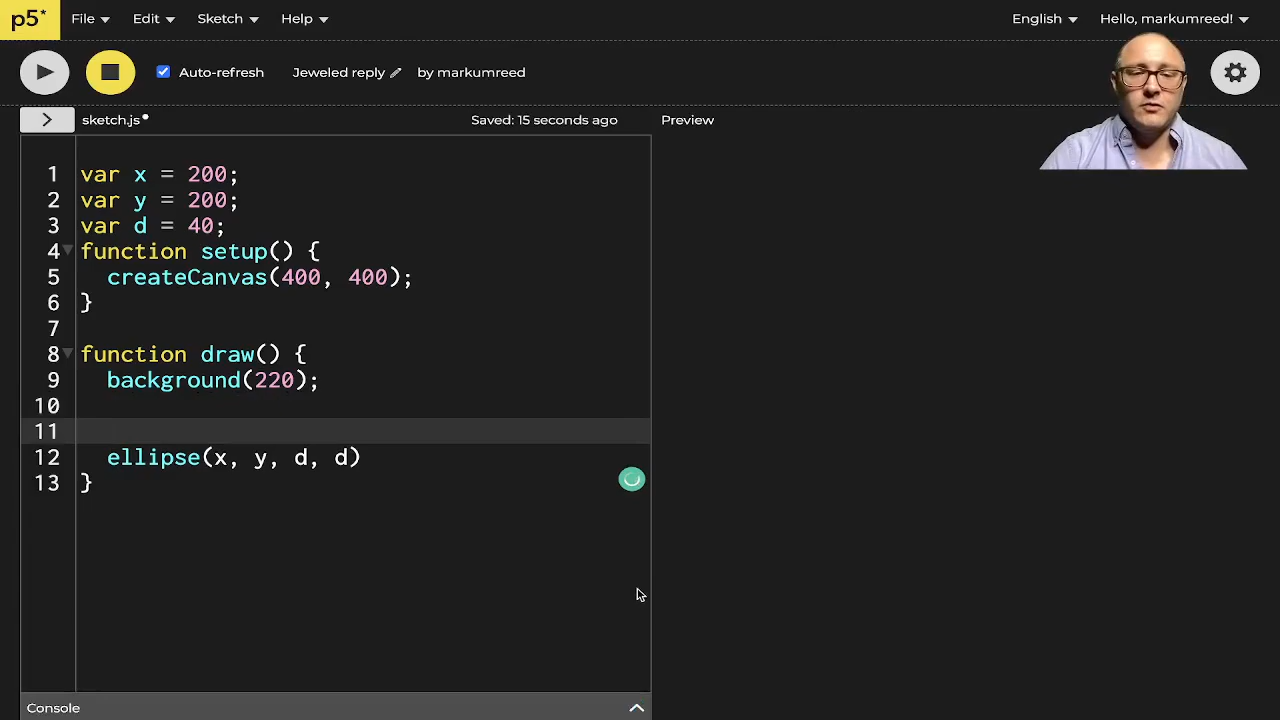 p5* File Edit Sketch Help English Hello, markumreed!
Auto-refresh Jeweled reply by markumreed
> sketch.js• Saved: 15 seconds ago Preview
1 var x = 200;
2 var y = 200;
3 var d = 40;
4 function setup() {
5 createCanvas(400, 400);
6 }
7
8 function draw() {
9 background(220);
10
11
12 ellipse(x, y, d, d)
13 }
Console